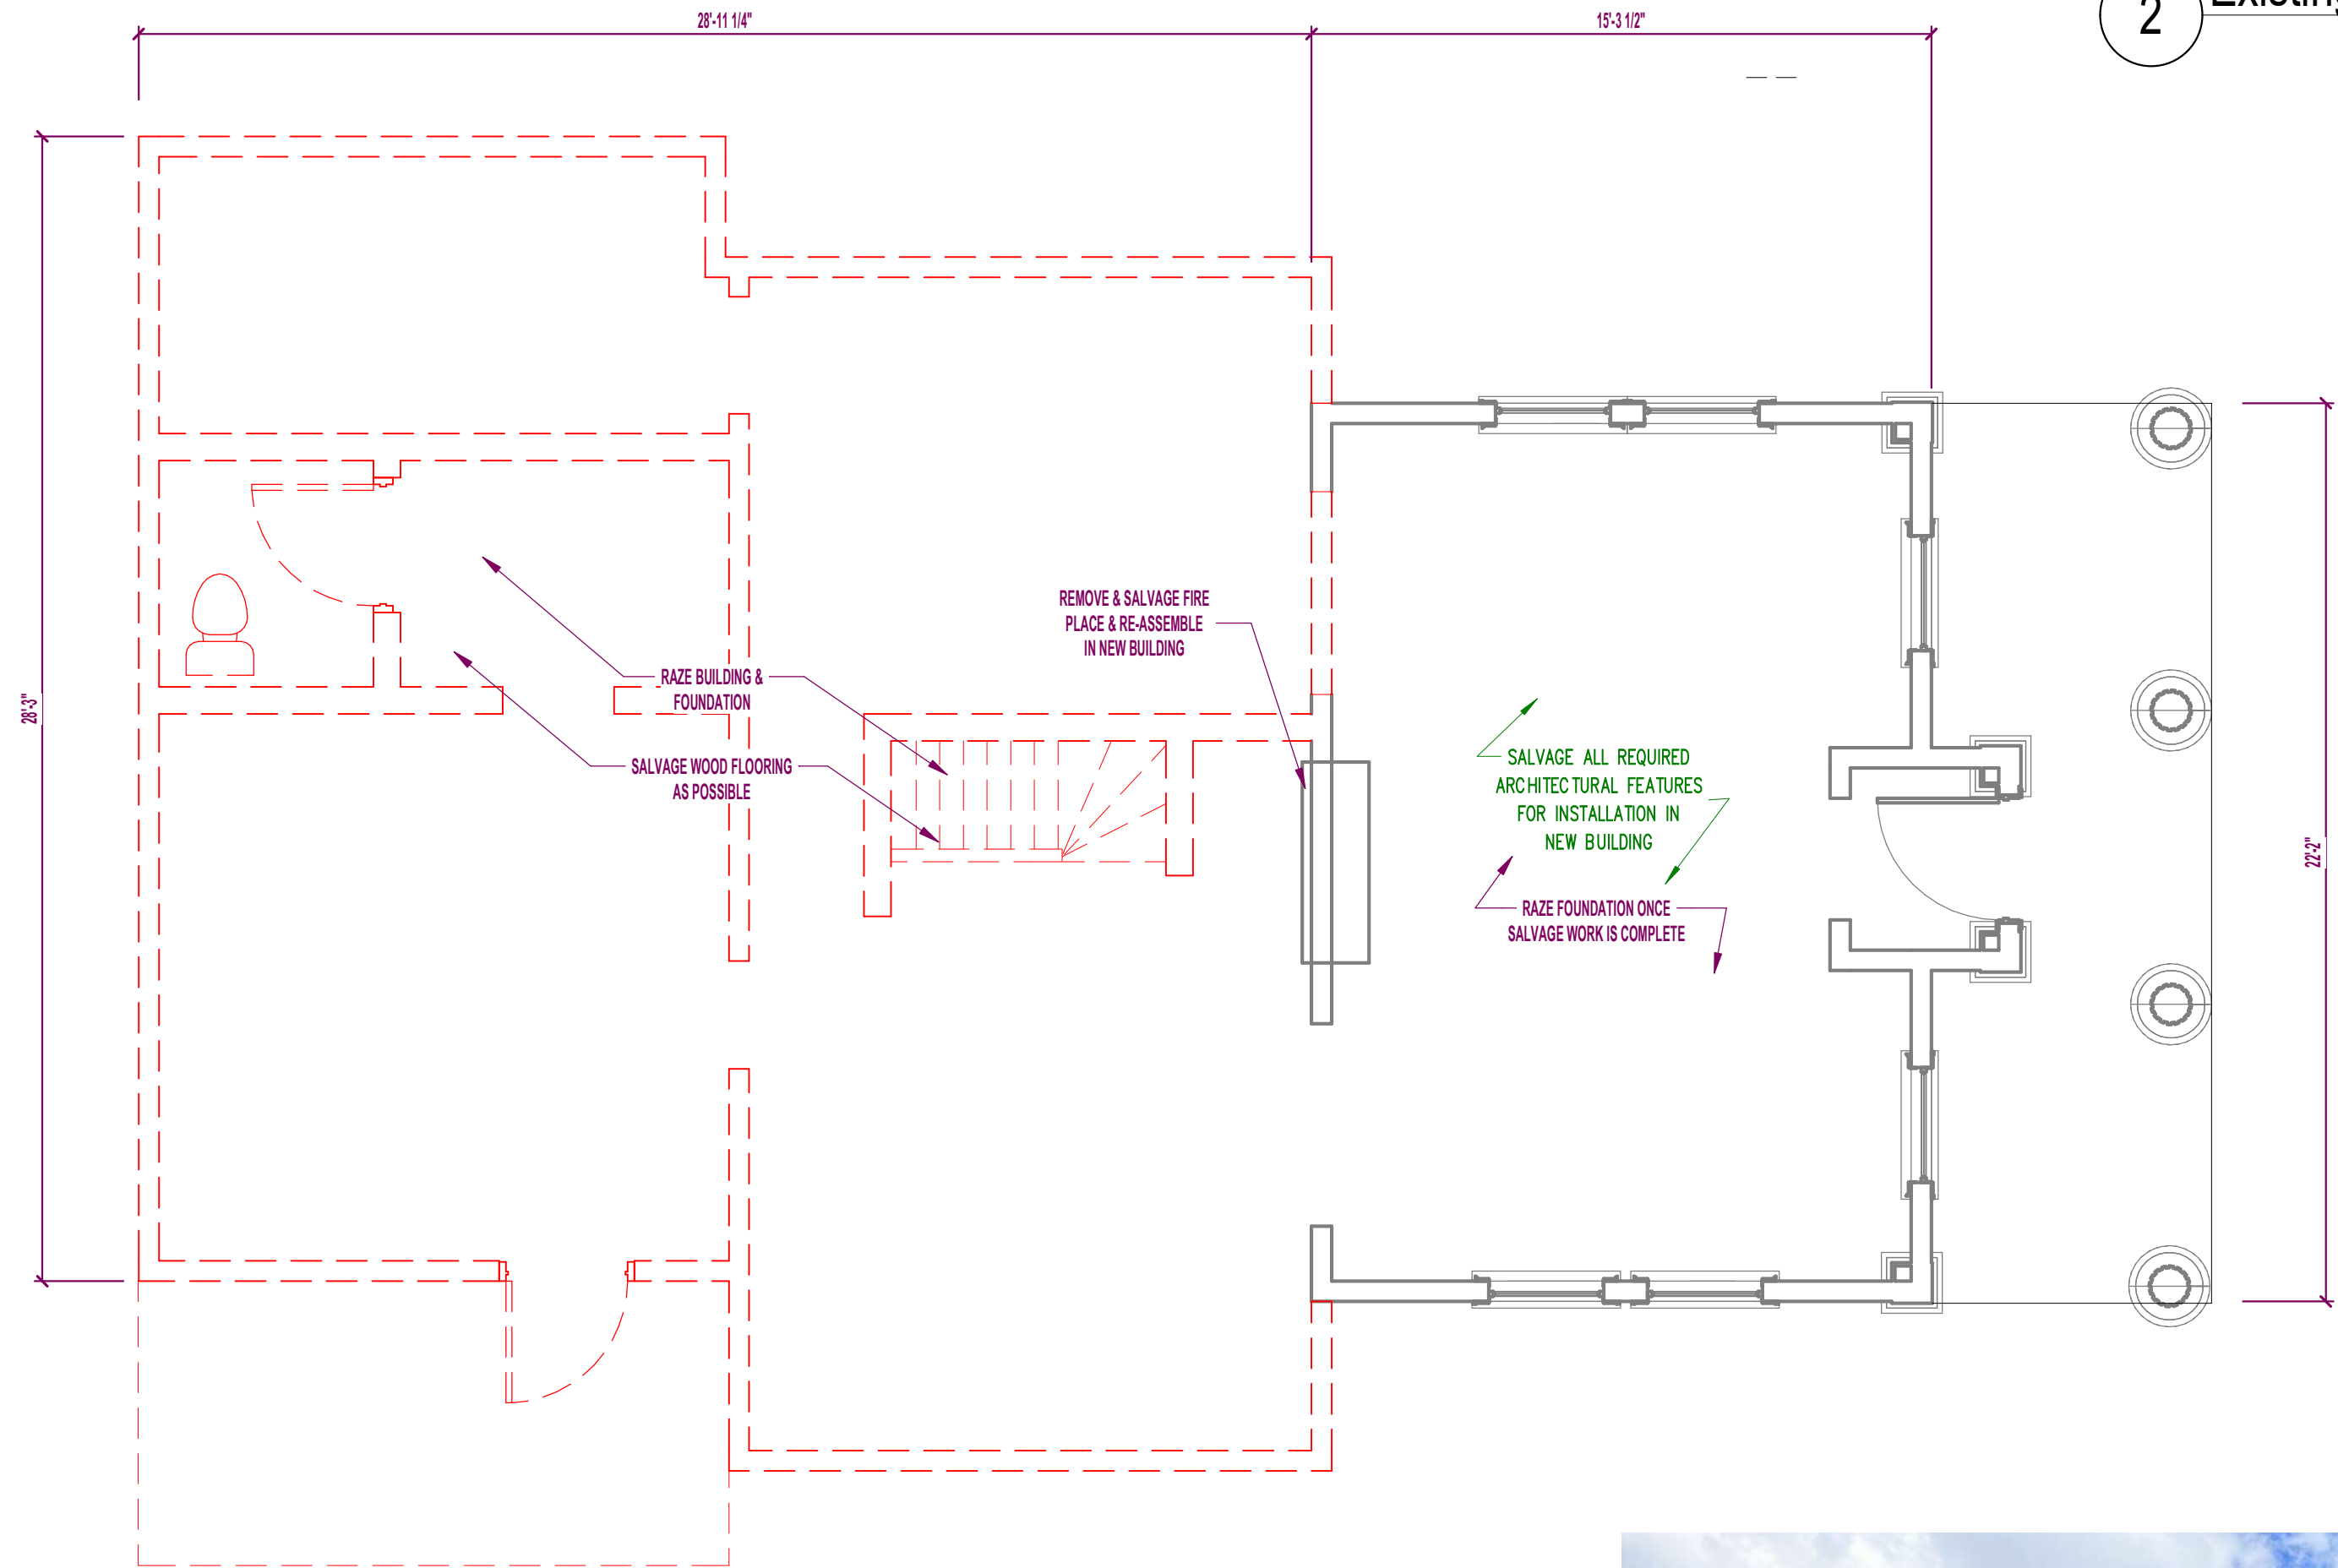 28'-11 1/4"
15'-3 1/2"
2
Existing
28'-3"
REMOVE & SALVAGE FIRE
PLACE & RE-ASSEMBLE
IN NEW BUILDING
RAZE BUILDING &
FOUNDATION
SALVAGE WOOD FLOORING
AS POSSIBLE
SALVAGE ALL REQUIRED
ARCHITECTURAL FEATURES
FOR INSTALLATION IN
NEW BUILDING
RAZE FOUNDATION ONCE
SALVAGE WORK IS COMPLETE
22'-2"